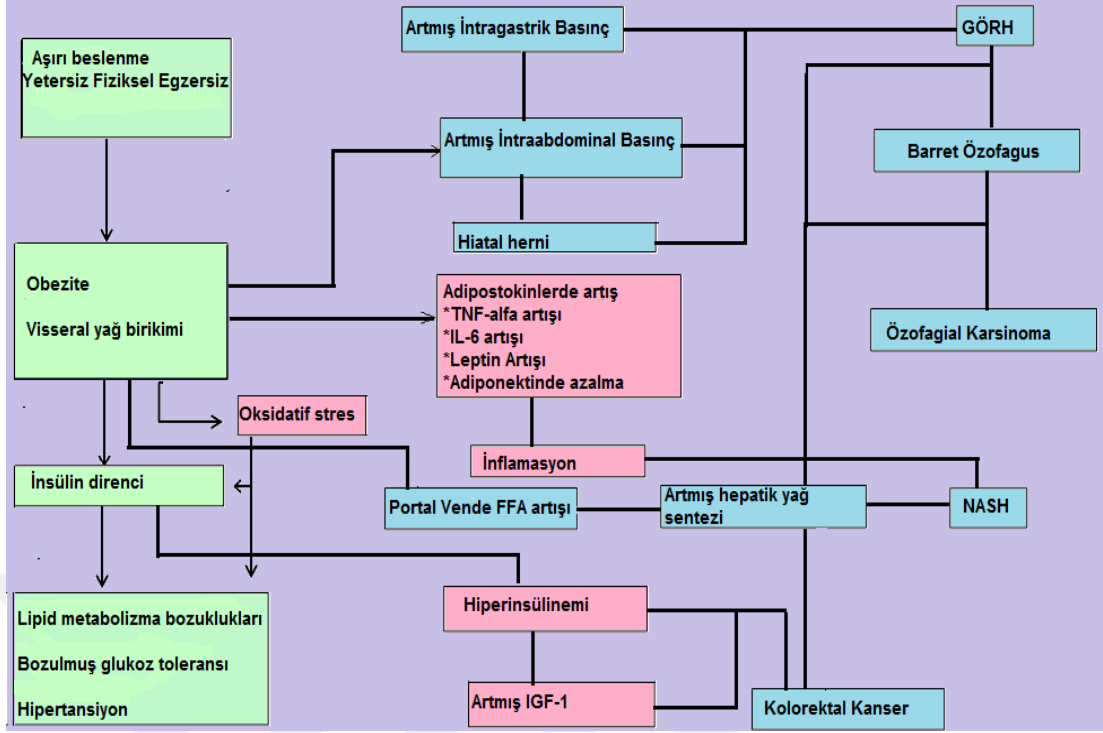 Aşırı beslenme
Yetersiz Fiziksel Egzersiz
Artmış İntragastrik Basınç
GÖRH
Artmış İntraabdominal Basınç
Barret Özofagus
Hiatal herni
Obezite
Visseral yağ birikimi
Adipostokinlerde artış
*TNF-alfa artışı
*IL-6 artışı
*Leptin Artışı
*Adiponektinde azalma
Özofagial Karsinoma
Oksidatif stres
İnflamasyon
İnsülin direnci
Portal Vende FFA artışı
Artmış hepatik yağ
sentezi
NASH
Lipid metabolizma bozuklukları
Bozulmuş glukoz toleransı
Hipertansiyon
Hiperinsülinemi
Artmış IGF-1
Kolorektal Kanser